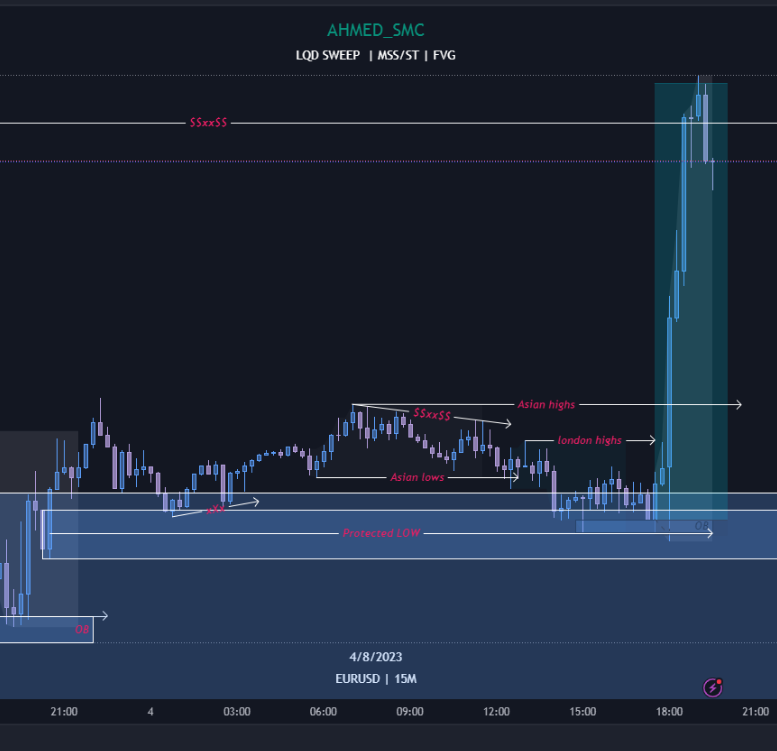 AHMED_SMC
LQD SWEEP | MSS/ST | FVG
$$xx$$
Asian highs
$$xx$$
london highs
Asian lows
Protected LOW
OB
OB
4/8/2023
EURUSD | 15M
21:00 4 03:00 06:00 09:00 12:00 15:00 18:00 21:00